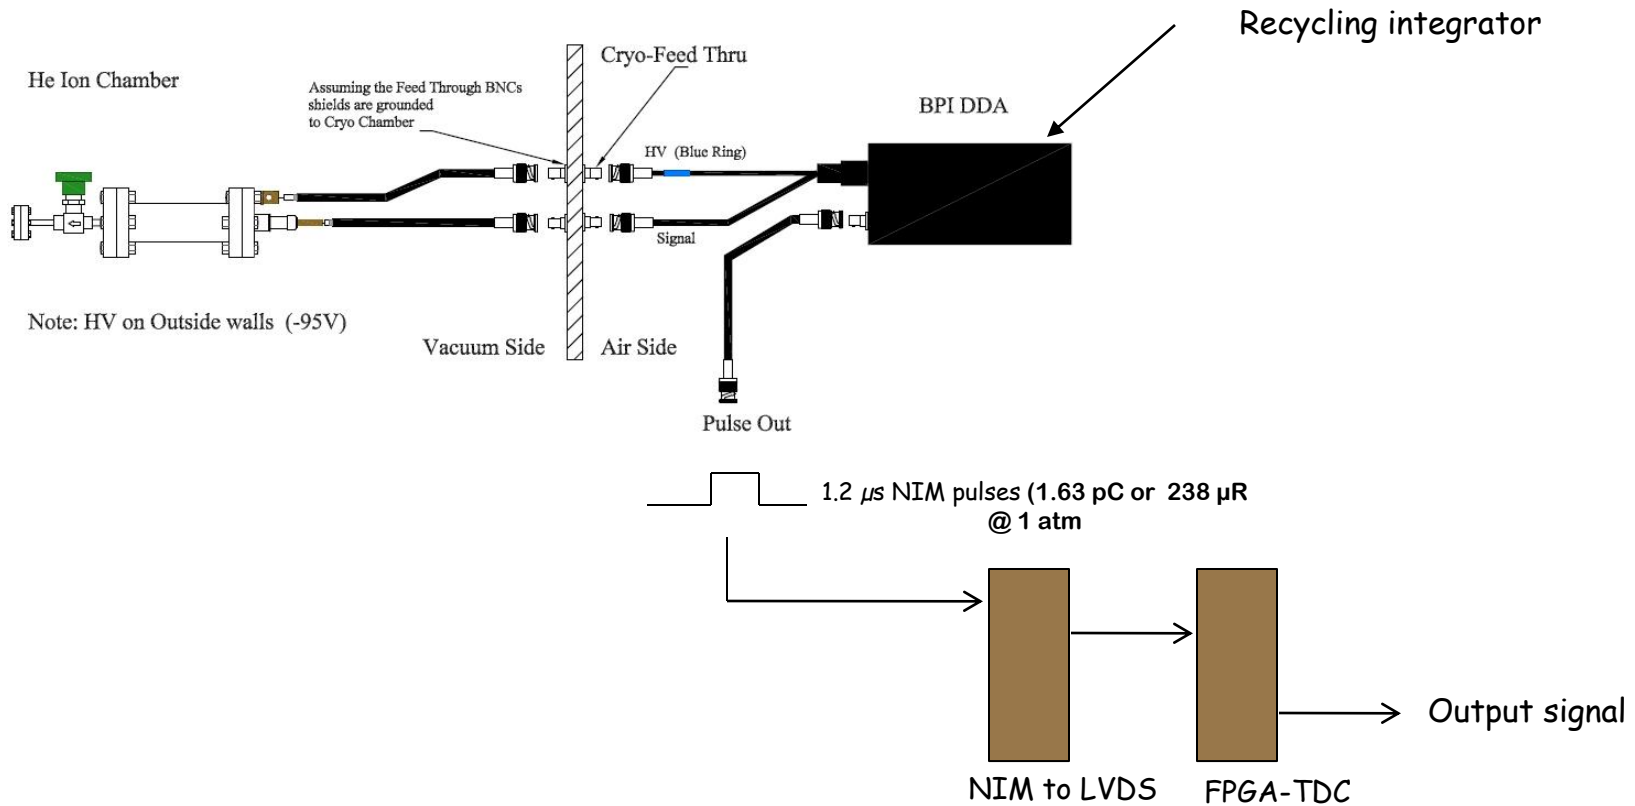 Recycling integrator
Cryo-Feed Thru
He Ion Chamber
Assuming the Feed Through BNCs
shields are grounded
to Cryo Chamber
BPI DDA
HV (Blue Ring)
Signal
Note: HV on Outside walls (-95V)
Vacuum Side
Air Side
Pulse Out
1.2 µs NIM pulses (1.63 pC or 238 µR
@ 1 atm
Output signal
NIM to LVDS
FPGA-TDC